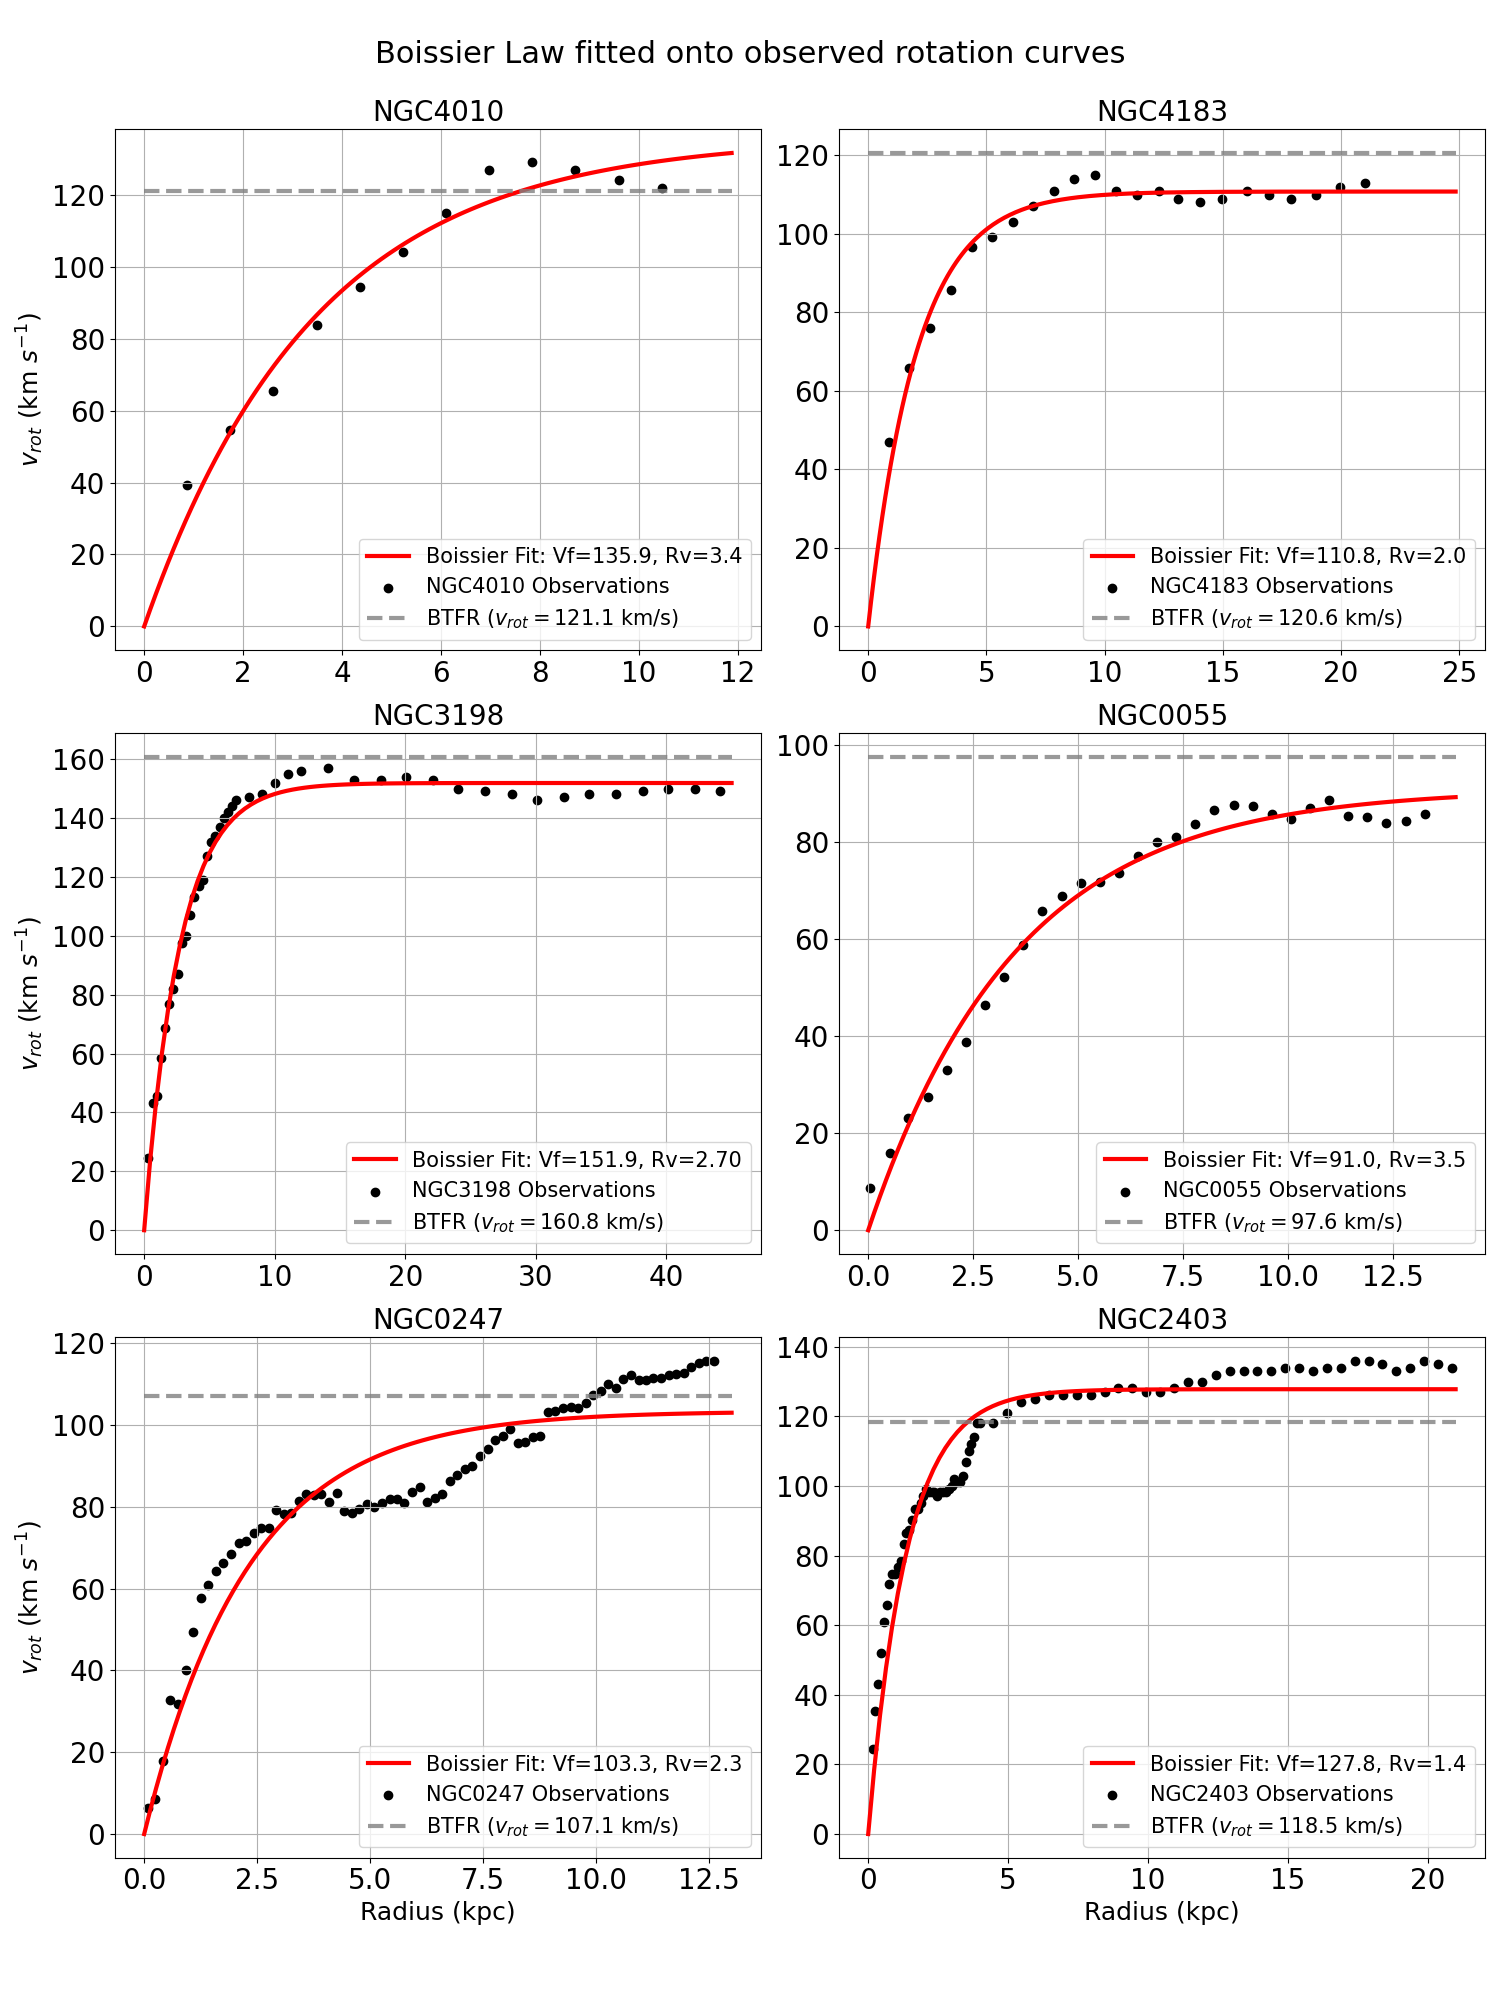 Boissier Law fitted onto observed rotation curves
NGC4010
v_rot (km s⁻¹)
120
100
80
60
40
20
0
0 2 4 6 8 10 12
Boissier Fit: Vf=135.9, Rv=3.4
NGC4010 Observations
BTFR (v_rot = 121.1 km/s)
NGC4183
120
100
80
60
40
20
0
0 5 10 15 20 25
Boissier Fit: Vf=110.8, Rv=2.0
NGC4183 Observations
BTFR (v_rot = 120.6 km/s)
NGC3198
v_rot (km s⁻¹)
160
140
120
100
80
60
40
20
0
0 10 20 30 40
Boissier Fit: Vf=151.9, Rv=2.70
NGC3198 Observations
BTFR (v_rot = 160.8 km/s)
NGC0055
100
80
60
40
20
0
0.0 2.5 5.0 7.5 10.0 12.5
Boissier Fit: Vf=91.0, Rv=3.5
NGC0055 Observations
BTFR (v_rot = 97.6 km/s)
NGC0247
v_rot (km s⁻¹)
120
100
80
60
40
20
0
0.0 2.5 5.0 7.5 10.0 12.5
Radius (kpc)
Boissier Fit: Vf=103.3, Rv=2.3
NGC0247 Observations
BTFR (v_rot = 107.1 km/s)
NGC2403
140
120
100
80
60
40
20
0
0 5 10 15 20
Radius (kpc)
Boissier Fit: Vf=127.8, Rv=1.4
NGC2403 Observations
BTFR (v_rot = 118.5 km/s)